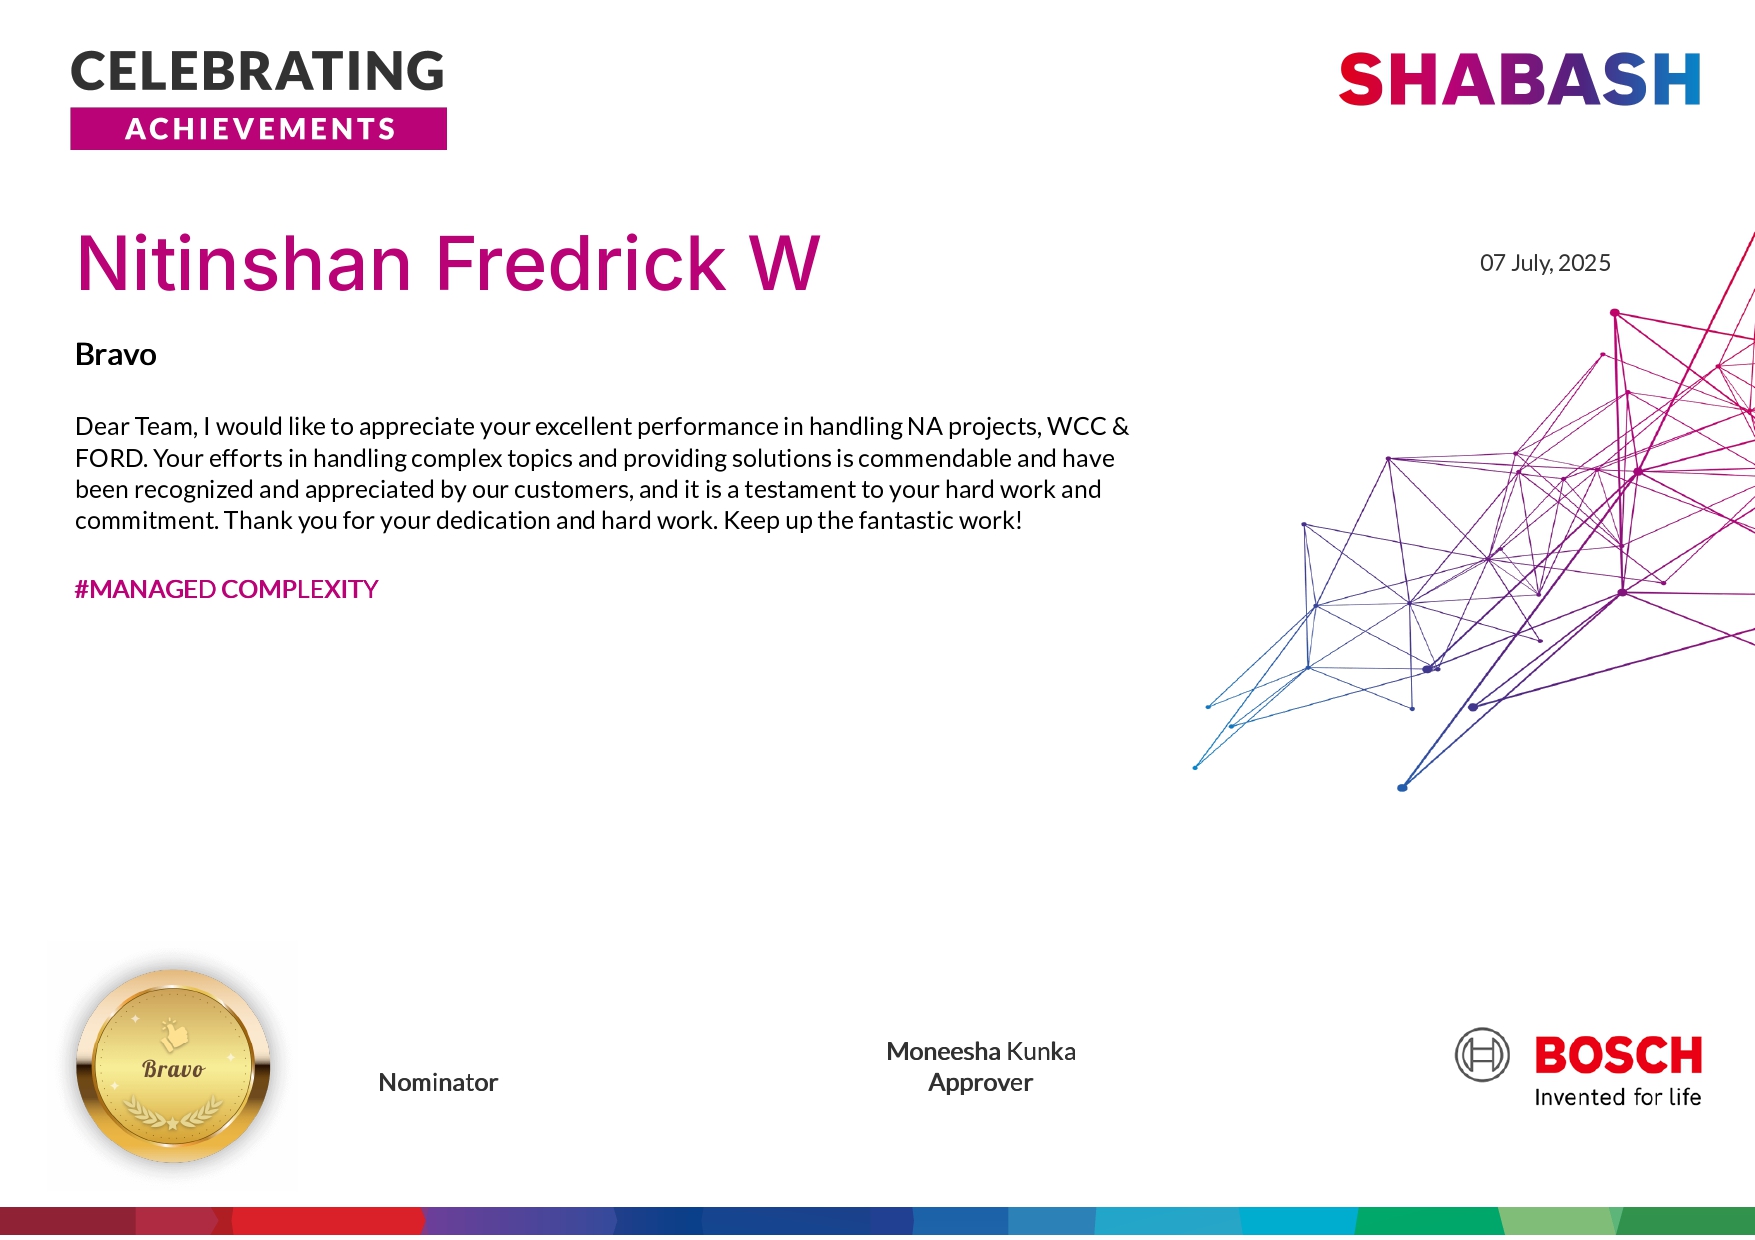 CELEBRATING
ACHIEVEMENTS
SHABASH
Nitinshan Fredrick W
07 July, 2025
Bravo
Dear Team, I would like to appreciate your excellent performance in handling NA projects, WCC &
FORD. Your efforts in handling complex topics and providing solutions is commendable and have
been recognized and appreciated by our customers, and it is a testament to your hard work and
commitment. Thank you for your dedication and hard work. Keep up the fantastic work!
#MANAGED COMPLEXITY
Bravo
Nominator
Moneesha Kunka
Approver
BOSCH
Invented for life